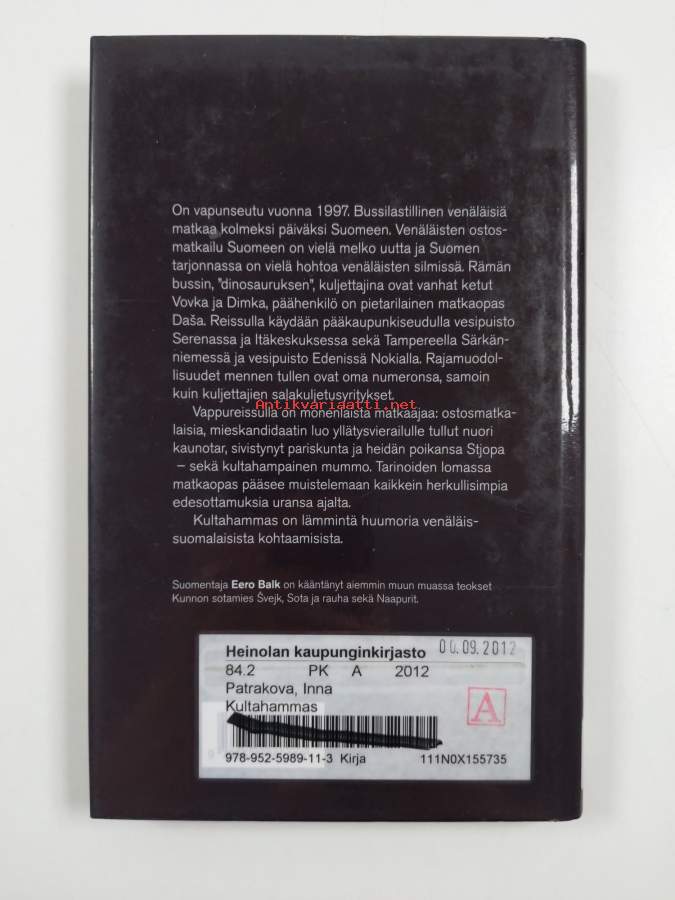 On vapunseutu vuonna 1997. Bussilastillinen venäläisiä
matkaa kolmeksi päiväksi Suomeen. Venäläisten ostos-
matkailu Suomeen on vielä melko uutta ja Suomen
tarjonnassa on vielä hohtoa venäläisten silmissä. Rämän
bussin, "dinosauruksen", kuljettajina ovat vanhat ketut
Vovka ja Dimka, päähenkilö on pietarilainen matkaopas
Daša. Reissulla käydään pääkaupunkiseudulla vesipuisto
Serenassa ja Itäkeskuksessa sekä Tampereella Särkän-
niemessä ja vesipuisto Edenissä Nokialla. Rajamuodol-
lisuudet mennen tullen ovat oma numeronsa, samoin
kuin kuljettajien salakuljetusyritykset.
Antikvariaatti.net
Vappureissulla on monenlaista matkaajaa: ostosmatka-
laisia, mieskandidaatin luo yllätysvierailulle tullut nuori
kaunotar, sivistynyt pariskunta ja heidän poikansa Stjopa
– sekä kultahampainen mummo. Tarinoiden lomassa
matkaopas pääsee muistelemaan kaikkein herkullisimpia
edesottamuksia uransa ajalta.
Kultahammas on lämmintä huumoria venäläis-
suomalaisista kohtaamisista.
Suomentaja Eero Balk on kääntänyt aiemmin muun muassa teokset
Kunnon sotamies Švejk, Sota ja rauha sekä Naapurit.
Heinolan kaupunginkirjasto
09.2012
84.2 PK A 2012
Patrakova, Inna
A
Kultahammas
978-952-5989-11-3 Kirja 111N0X155735